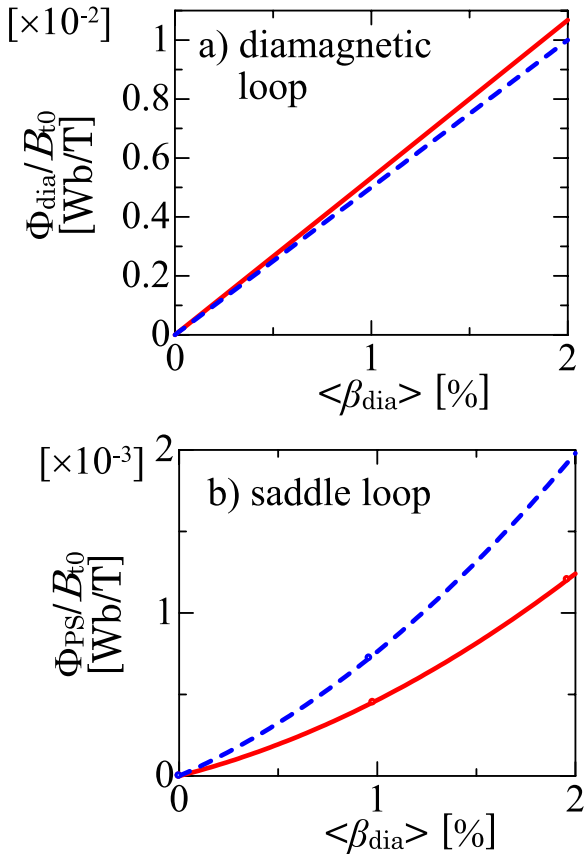 [×10⁻²]
a) diamagnetic
loop
Φdia/Bt0
[Wb/T]
1
0.8
0.6
0.4
0.2
0
0 1 2
<βdia> [%]
[×10⁻³]
b) saddle loop
ΦPS/Bt0
[Wb/T]
2
1
0
0 1 2
<βdia> [%]